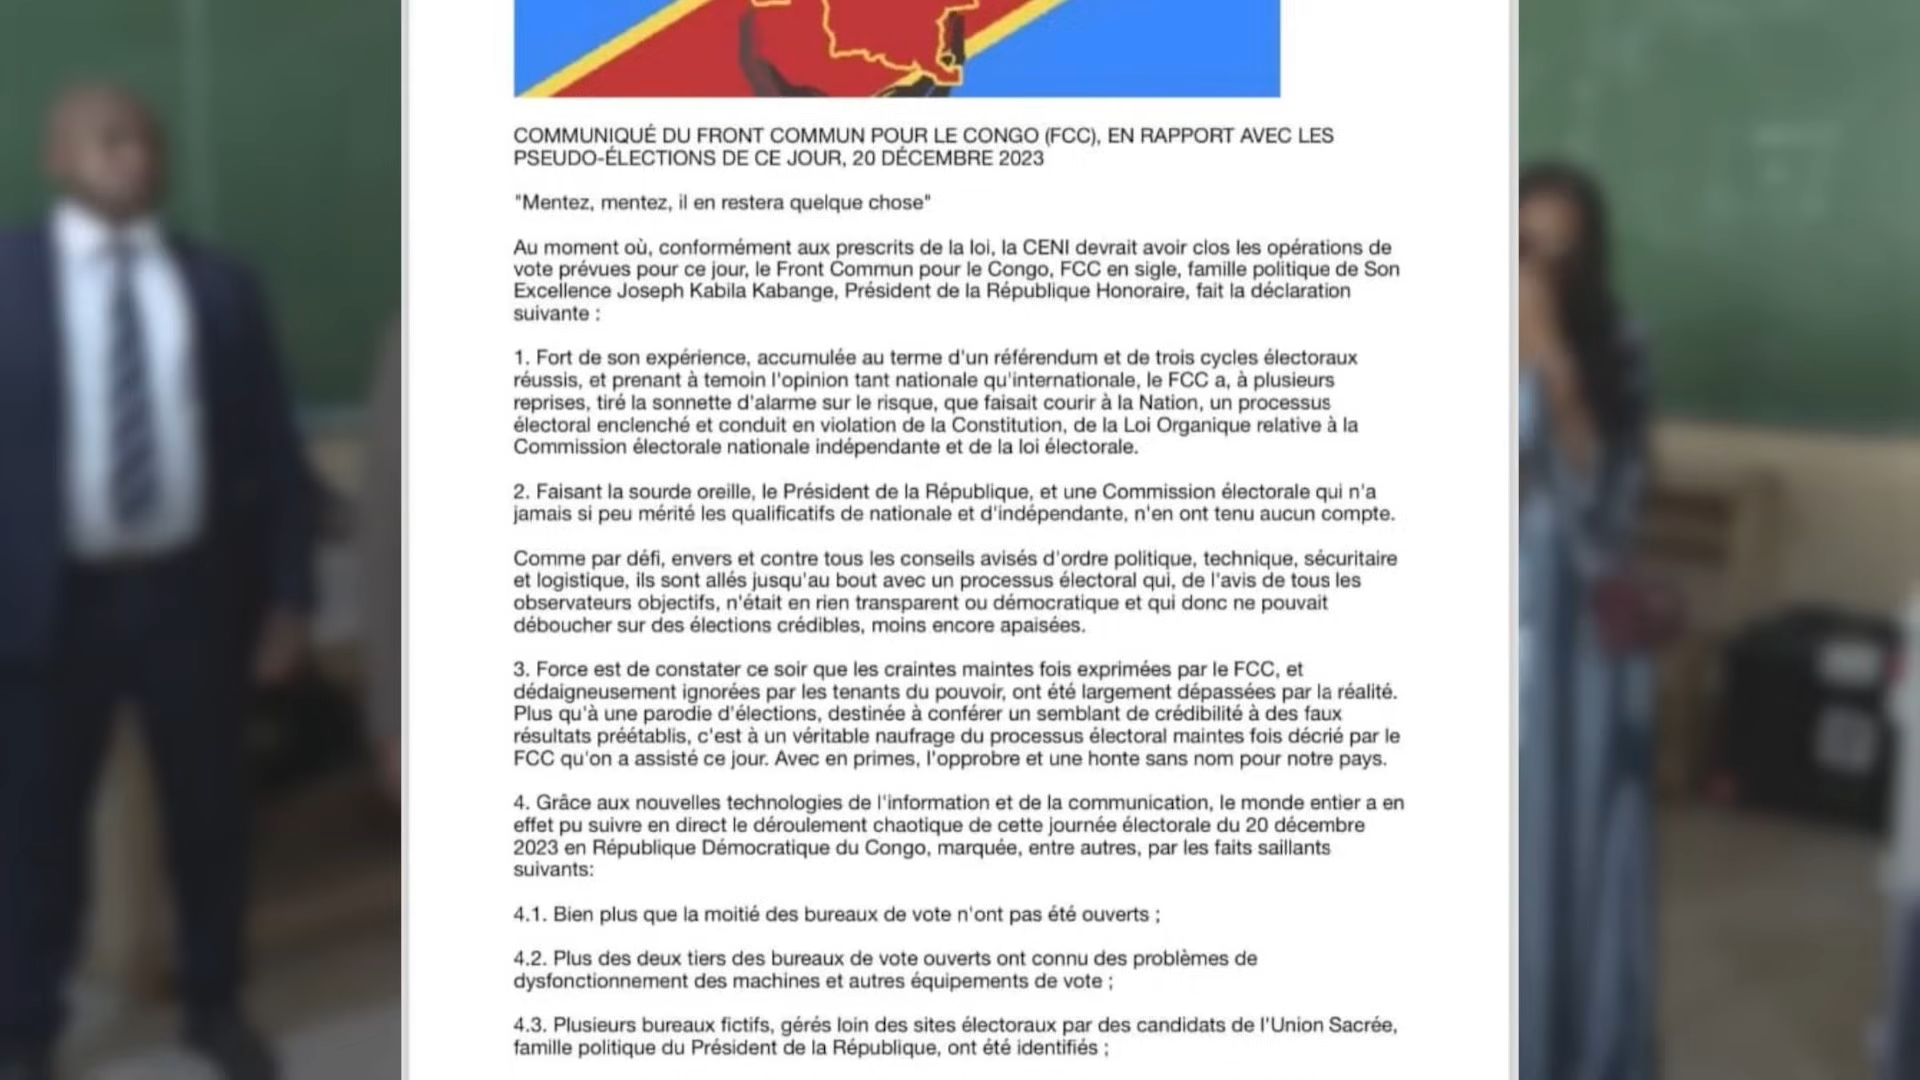 COMMUNIQUÉ DU FRONT COMMUN POUR LE CONGO (FCC), EN RAPPORT AVEC LES
PSEUDO-ÉLECTIONS DE CE JOUR, 20 DÉCEMBRE 2023
"Mentez, mentez, il en restera quelque chose"
Au moment où, conformément aux prescrits de la loi, la CENI devrait avoir clos les opérations de
vote prévues pour ce jour, le Front Commun pour le Congo, FCC en sigle, famille politique de Son
Excellence Joseph Kabila Kabange, Président de la République Honoraire, fait la déclaration
suivante :
1. Fort de son expérience, accumulée au terme d'un référendum et de trois cycles électoraux
réussis, et prenant à temoin l'opinion tant nationale qu'internationale, le FCC a, à plusieurs
reprises, tiré la sonnette d'alarme sur le risque, que faisait courir à la Nation, un processus
électoral enclenché et conduit en violation de la Constitution, de la Loi Organique relative à la
Commission électorale nationale indépendante et de la loi électorale.
2. Faisant la sourde oreille, le Président de la République, et une Commission électorale qui n'a
jamais si peu mérité les qualificatifs de nationale et d'indépendante, n'en ont tenu aucun compte.
Comme par défi, envers et contre tous les conseils avisés d'ordre politique, technique, sécuritaire
et logistique, ils sont allés jusqu'au bout avec un processus électoral qui, de l'avis de tous les
observateurs objectifs, n'était en rien transparent ou démocratique et qui donc ne pouvait
déboucher sur des élections crédibles, moins encore apaisées.
3. Force est de constater ce soir que les craintes maintes fois exprimées par le FCC, et
dédaigneusement ignorées par les tenants du pouvoir, ont été largement dépassées par la réalité.
Plus qu'à une parodie d'élections, destinée à conférer un semblant de crédibilité à des faux
résultats préétablis, c'est à un véritable naufrage du processus électoral maintes fois décrié par le
FCC qu'on a assisté ce jour. Avec en primes, l'opprobre et une honte sans nom pour notre pays.
4. Grâce aux nouvelles technologies de l'information et de la communication, le monde entier a en
effet pu suivre en direct le déroulement chaotique de cette journée électorale du 20 décembre
2023 en République Démocratique du Congo, marquée, entre autres, par les faits saillants
suivants:
4.1. Bien plus que la moitié des bureaux de vote n'ont pas été ouverts ;
4.2. Plus des deux tiers des bureaux de vote ouverts ont connu des problèmes de
dysfonctionnement des machines et autres équipements de vote ;
4.3. Plusieurs bureaux fictifs, gérés loin des sites électoraux par des candidats de l'Union Sacrée,
famille politique du Président de la République, ont été identifiés ;